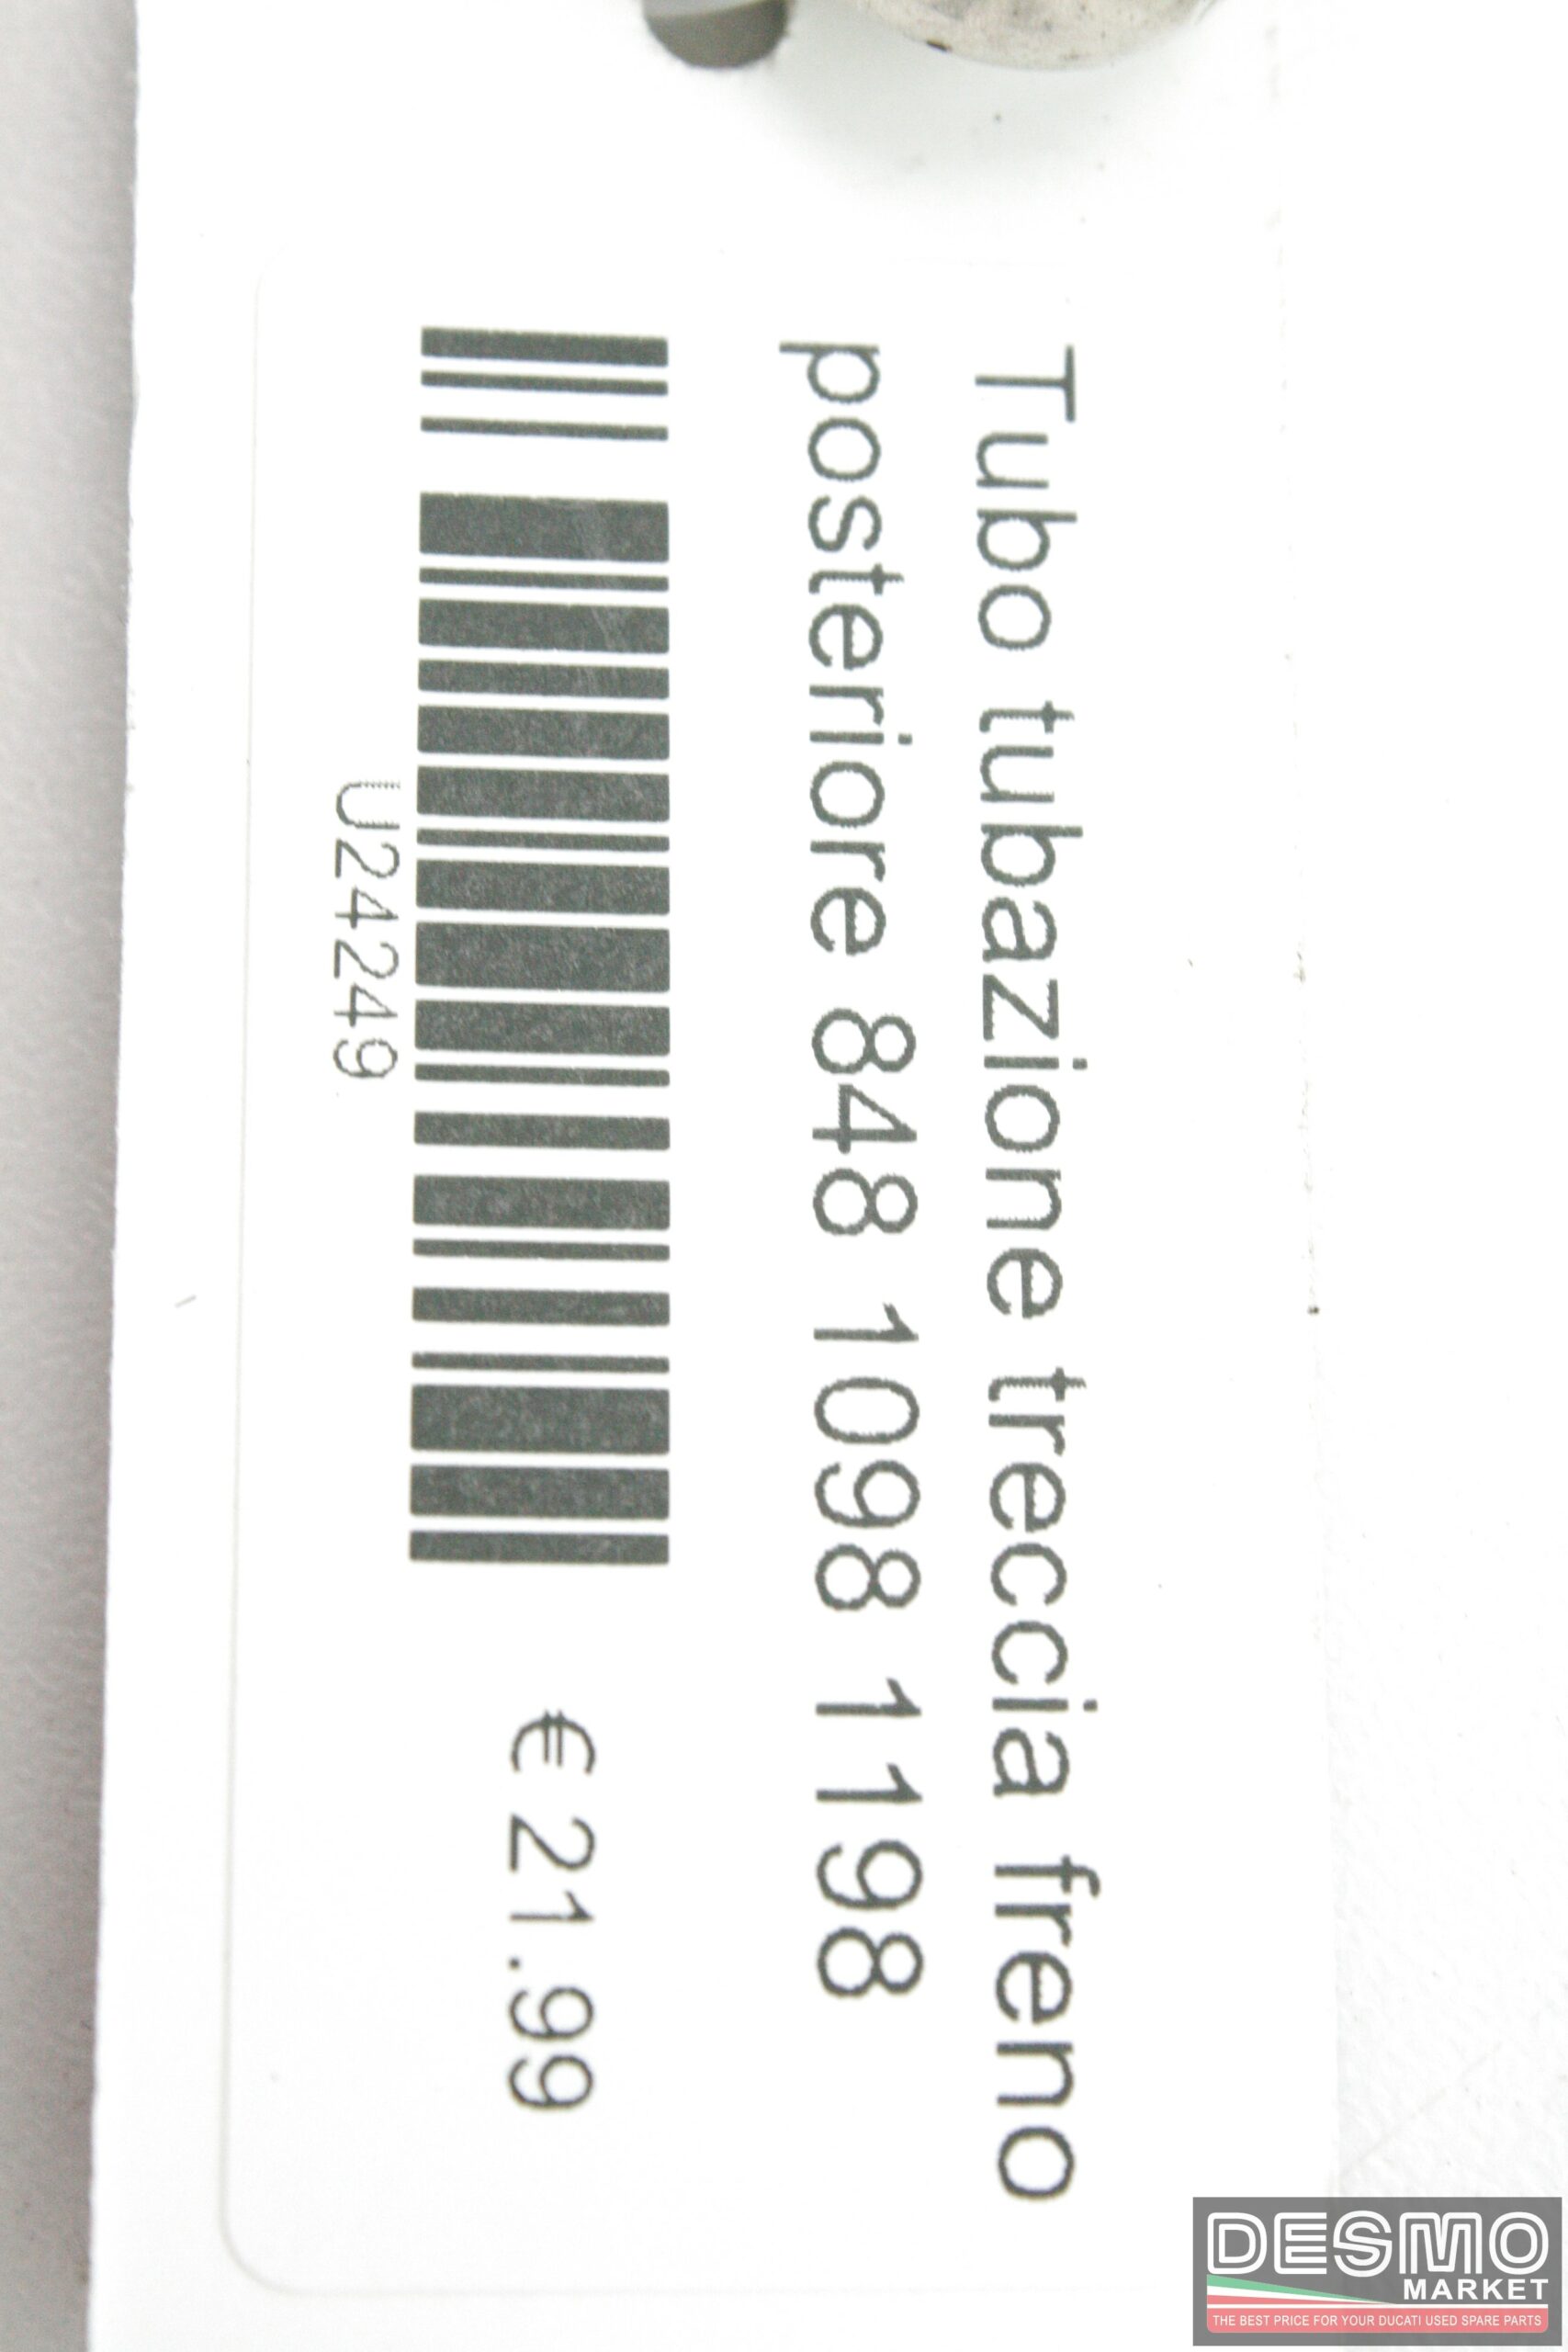 Tubo tubazione treccia freno
posteriore 848 1098 1198
€ 21.99
U24249
DESMO
MARKET
THE BEST PRICE FOR YOUR DUCATI USED SPARE PARTS